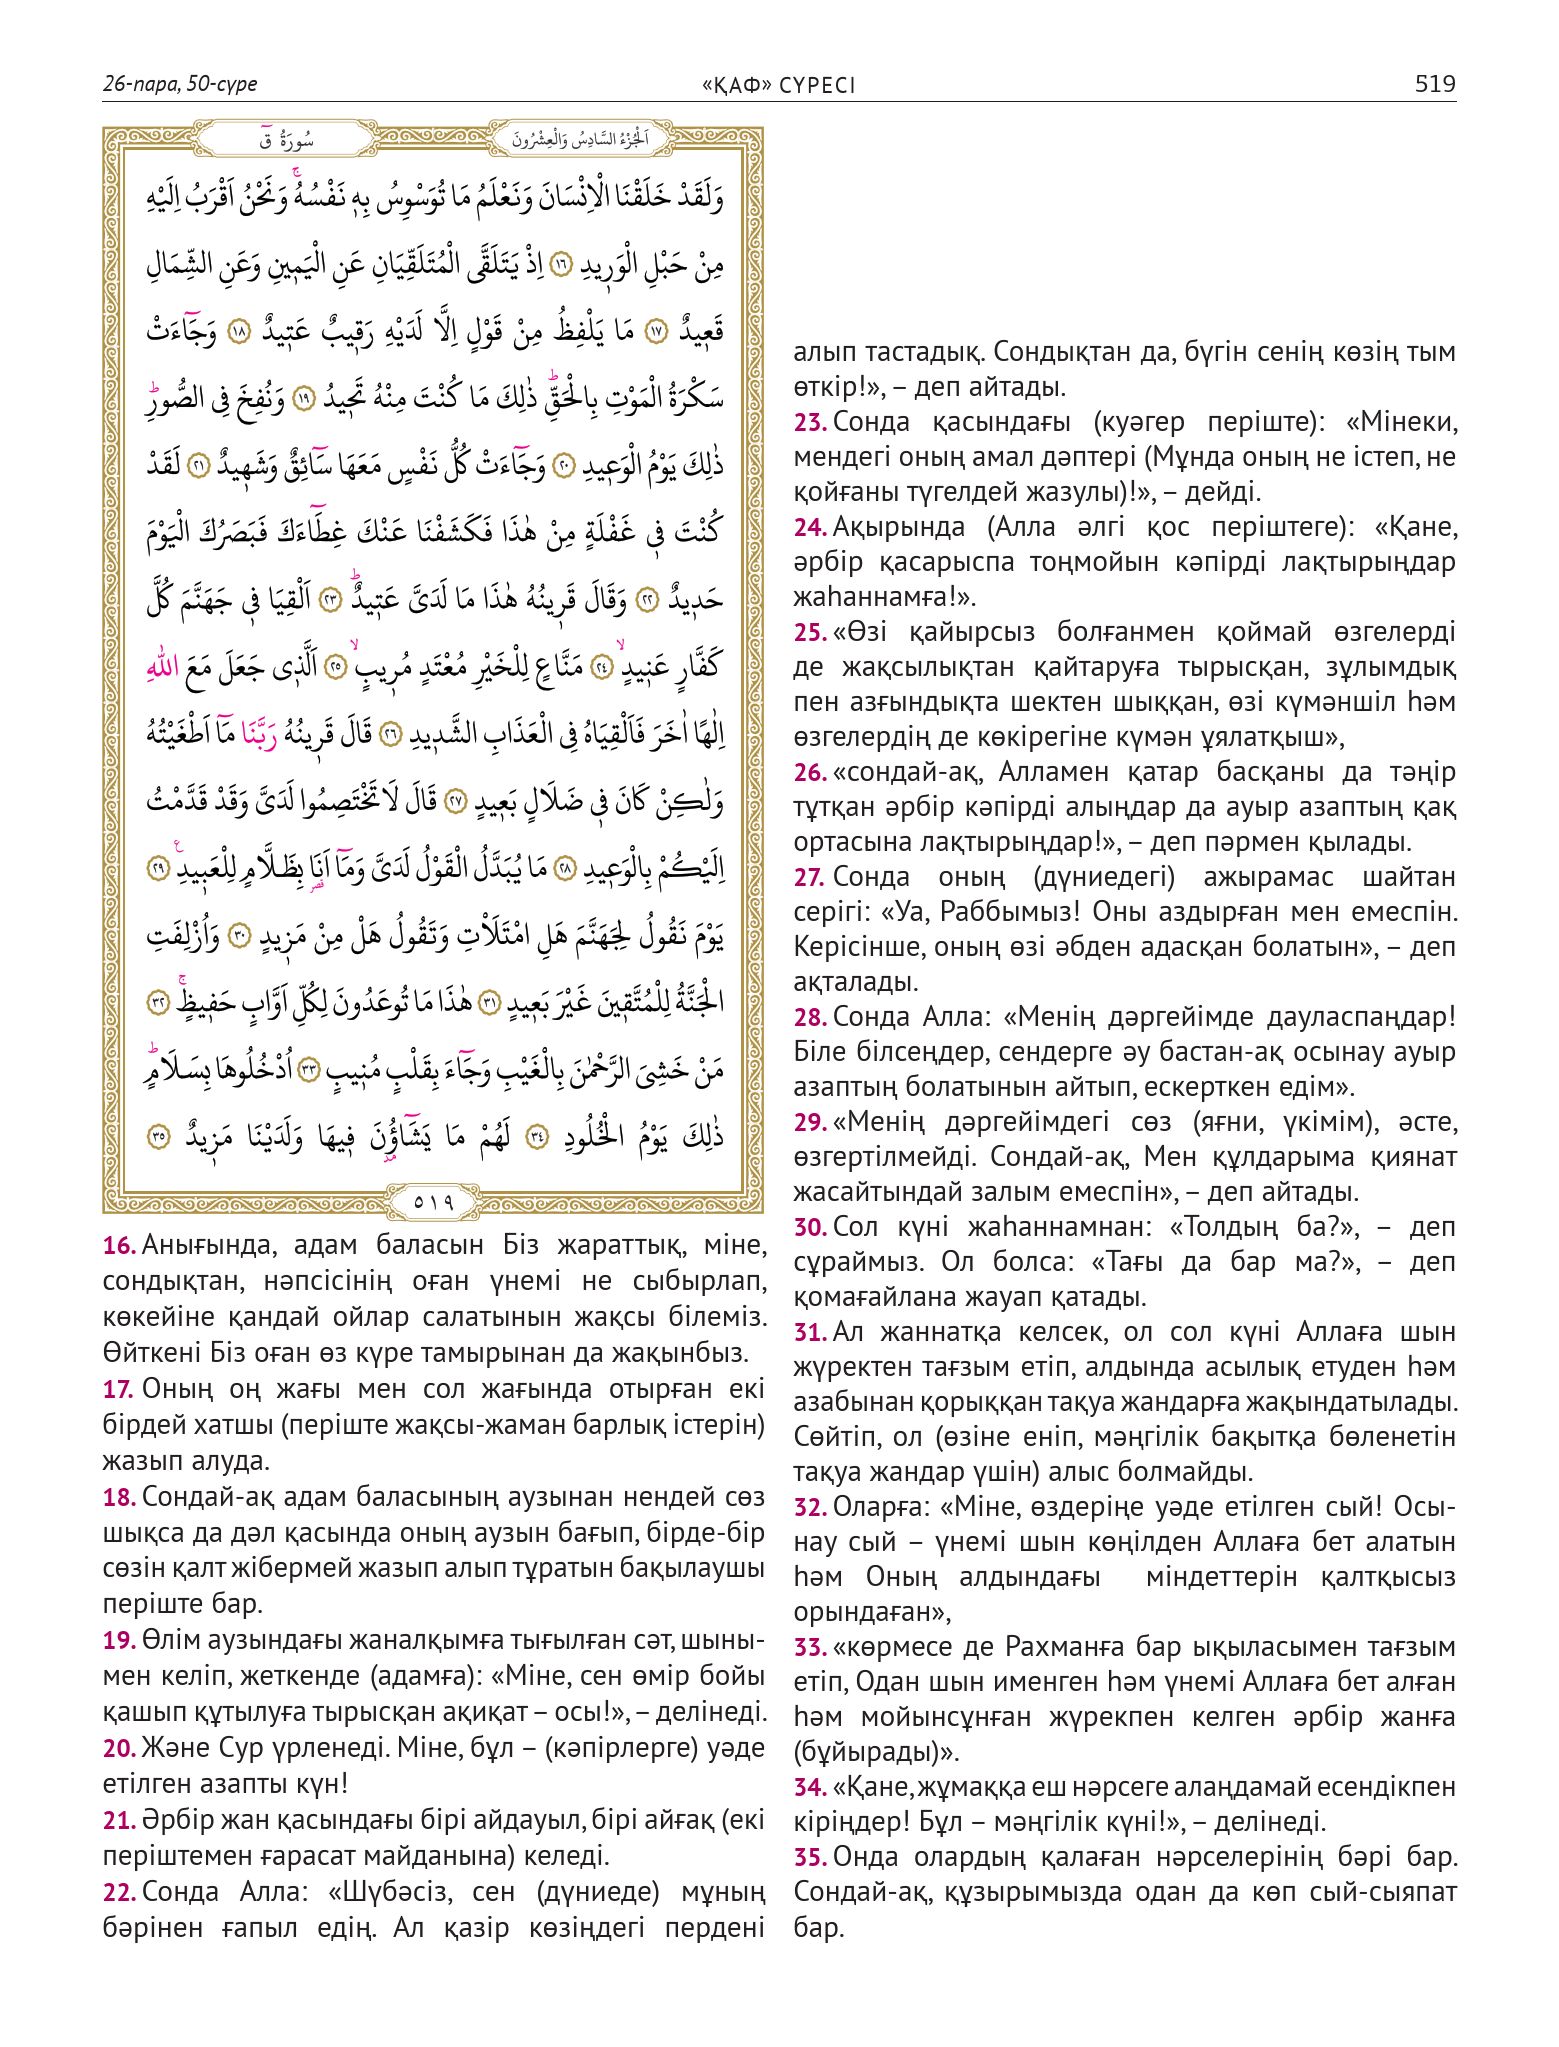 26-пара, 50-сүре
«ҚАФ» СҮРЕСІ
519
اَلْجُزْءُ السَّادِسُ وَالْعِشْرُونَ
سُورَةُ قٓ
وَلَقَدْ خَلَقْنَا الْاِنْسَانَ وَنَعْلَمُ مَا تُوَسْوِسُ بِهٖ نَفْسُهُۚ وَنَحْنُ اَقْرَبُ اِلَيْهِ
مِنْ حَبْلِ الْوَرٖيدِ ﴿١٦﴾ اِذْ يَتَلَقَّى الْمُتَلَقِّيَانِ عَنِ الْيَمٖينِ وَعَنِ الشِّمَالِ
قَعٖيدٌ ﴿١٧﴾ مَا يَلْفِظُ مِنْ قَوْلٍ اِلَّا لَدَيْهِ رَقٖيبٌ عَتٖيدٌ ﴿١٨﴾ وَجَٓاءَتْ
سَكْرَةُ الْمَوْتِ بِالْحَقِّؕ ذٰلِكَ مَا كُنْتَ مِنْهُ تَحٖيدُ ﴿١٩﴾ وَنُفِخَ فِى الصُّورِؕ
ذٰلِكَ يَوْمُ الْوَعٖيدِ ﴿٢٠﴾ وَجَٓاءَتْ كُلُّ نَفْسٍ مَعَهَا سَٓائِقٌ وَشَهٖيدٌ ﴿٢١﴾ لَقَدْ
كُنْتَ فٖى غَفْلَةٍ مِنْ هٰذَا فَكَشَفْنَا عَنْكَ غِطَٓاءَكَ فَبَصَرُكَ الْيَوْمَ
حَدٖيدٌ ﴿٢٢﴾ وَقَالَ قَرٖينُهُ هٰذَا مَا لَدَىَّ عَتٖيدٌؕ ﴿٢٣﴾ اَلْقِيَا فٖى جَهَنَّمَ كُلَّ
كَفَّارٍ عَنٖيدٍۙ ﴿٢٤﴾ مَنَّاعٍ لِلْخَيْرِ مُعْتَدٍ مُرٖيبٍۙ ﴿٢٥﴾ اَلَّذٖى جَعَلَ مَعَ اللّٰهِ
اِلٰهًا اٰخَرَ فَاَلْقِيَاهُ فِى الْعَذَابِ الشَّدٖيدِ ﴿٢٦﴾ قَالَ قَرٖينُهُ رَبَّنَا مَٓا اَطْغَيْتُهُ
وَلٰكِنْ كَانَ فٖى ضَلَالٍ بَعٖيدٍ ﴿٢٧﴾ قَالَ لَا تَخْتَصِمُوا لَدَىَّ وَقَدْ قَدَّمْتُ
اِلَيْكُمْ بِالْوَعٖيدِ ﴿٢٨﴾ مَا يُبَدَّلُ الْقَوْلُ لَدَىَّ وَمَٓا اَنَا۬ بِظَلَّامٍ لِلْعَبٖيدِ ع ﴿٢٩﴾
قصر
يَوْمَ نَقُولُ لِجَهَنَّمَ هَلِ امْتَلَاْتِ وَتَقُولُ هَلْ مِنْ مَزٖيدٍ ﴿٣٠﴾ وَاُزْلِفَتِ
الْجَنَّةُ لِلْمُتَّقٖينَ غَيْرَ بَعٖيدٍ ﴿٣١﴾ هٰذَا مَا تُوعَدُونَ لِكُلِّ اَوَّابٍ حَفٖيظٍۚ ﴿٣٢﴾
مَنْ خَشِىَ الرَّحْمٰنَ بِالْغَيْبِ وَجَٓاءَ بِقَلْبٍ مُنٖيبٍ ﴿٣٣﴾ اُدْخُلُوهَا بِسَلَامٍؕ
ذٰلِكَ يَوْمُ الْخُلُودِ ﴿٣٤﴾ لَهُمْ مَا يَشَٓاؤُ۫نَ فٖيهَا وَلَدَيْنَا مَزٖيدٌ ﴿٣٥﴾
مد
٥١٩
16. Анығында, адам баласын Біз жараттық, міне,
сондықтан, нәпсісінің оған үнемі не сыбырлап,
көкейіне қандай ойлар салатынын жақсы білеміз.
Өйткені Біз оған өз күре тамырынан да жақынбыз.
17. Оның оң жағы мен сол жағында отырған екі
бірдей хатшы (періште жақсы-жаман барлық істерін)
жазып алуда.
18. Сондай-ақ адам баласының аузынан нендей сөз
шықса да дәл қасында оның аузын бағып, бірде-бір
сөзін қалт жібермей жазып алып тұратын бақылаушы
періште бар.
19. Өлім аузындағы жаналқымға тығылған сәт, шыны-
мен келіп, жеткенде (адамға): «Міне, сен өмір бойы
қашып құтылуға тырысқан ақиқат – осы!», – делінеді.
20. Және Сур үрленеді. Міне, бұл – (кәпірлерге) уәде
етілген азапты күн!
21. Әрбір жан қасындағы бірі айдауыл, бірі айғақ (екі
періштемен ғарасат майданына) келеді.
22. Сонда Алла: «Шүбәсіз, сен (дүниеде) мұның
бәрінен ғапыл едің. Ал қазір көзіңдегі пердені
алып тастадық. Сондықтан да, бүгін сенің көзің тым
өткір!», – деп айтады.
23. Сонда қасындағы (куәгер періште): «Мінеки,
мендегі оның амал дәптері (Мұнда оның не істеп, не
қойғаны түгелдей жазулы)!», – дейді.
24. Ақырында (Алла әлгі қос періштеге): «Қане,
әрбір қасарыспа тоңмойын кәпірді лақтырыңдар
жаһаннамға!».
25. «Өзі қайырсыз болғанмен қоймай өзгелерді
де жақсылықтан қайтаруға тырысқан, зұлымдық
пен азғындықта шектен шыққан, өзі күмәншіл һәм
өзгелердің де көкірегіне күмән ұялатқыш»,
26. «сондай-ақ, Алламен қатар басқаны да тәңір
тұтқан әрбір кәпірді алыңдар да ауыр азаптың қақ
ортасына лақтырыңдар!», – деп пәрмен қылады.
27. Сонда оның (дүниедегі) ажырамас шайтан
серігі: «Уа, Раббымыз! Оны аздырған мен емеспін.
Керісінше, оның өзі әбден адасқан болатын», – деп
ақталады.
28. Сонда Алла: «Менің дәргейімде дауласпаңдар!
Біле білсеңдер, сендерге әу бастан-ақ осынау ауыр
азаптың болатынын айтып, ескерткен едім».
29. «Менің дәргейімдегі сөз (яғни, үкімім), әсте,
өзгертілмейді. Сондай-ақ, Мен құлдарыма қиянат
жасайтындай залым емеспін», – деп айтады.
30. Сол күні жаһаннамнан: «Толдың ба?», – деп
сұраймыз. Ол болса: «Тағы да бар ма?», – деп
қомағайлана жауап қатады.
31. Ал жаннатқа келсек, ол сол күні Аллаға шын
жүректен тағзым етіп, алдында асылық етуден һәм
азабынан қорыққан тақуа жандарға жақындатылады.
Сөйтіп, ол (өзіне еніп, мәңгілік бақытқа бөленетін
тақуа жандар үшін) алыс болмайды.
32. Оларға: «Міне, өздеріңе уәде етілген сый! Осы-
нау сый – үнемі шын көңілден Аллаға бет алатын
һәм Оның алдындағы міндеттерін қалтқысыз
орындаған»,
33. «көрмесе де Рахманға бар ықыласымен тағзым
етіп, Одан шын именген һәм үнемі Аллаға бет алған
һәм мойынсұнған жүрекпен келген әрбір жанға
(бұйырады)».
34. «Қане, жұмаққа еш нәрсеге алаңдамай есендікпен
кіріңдер! Бұл – мәңгілік күні!», – делінеді.
35. Онда олардың қалаған нәрселерінің бәрі бар.
Сондай-ақ, құзырымызда одан да көп сый-сыяпат
бар.